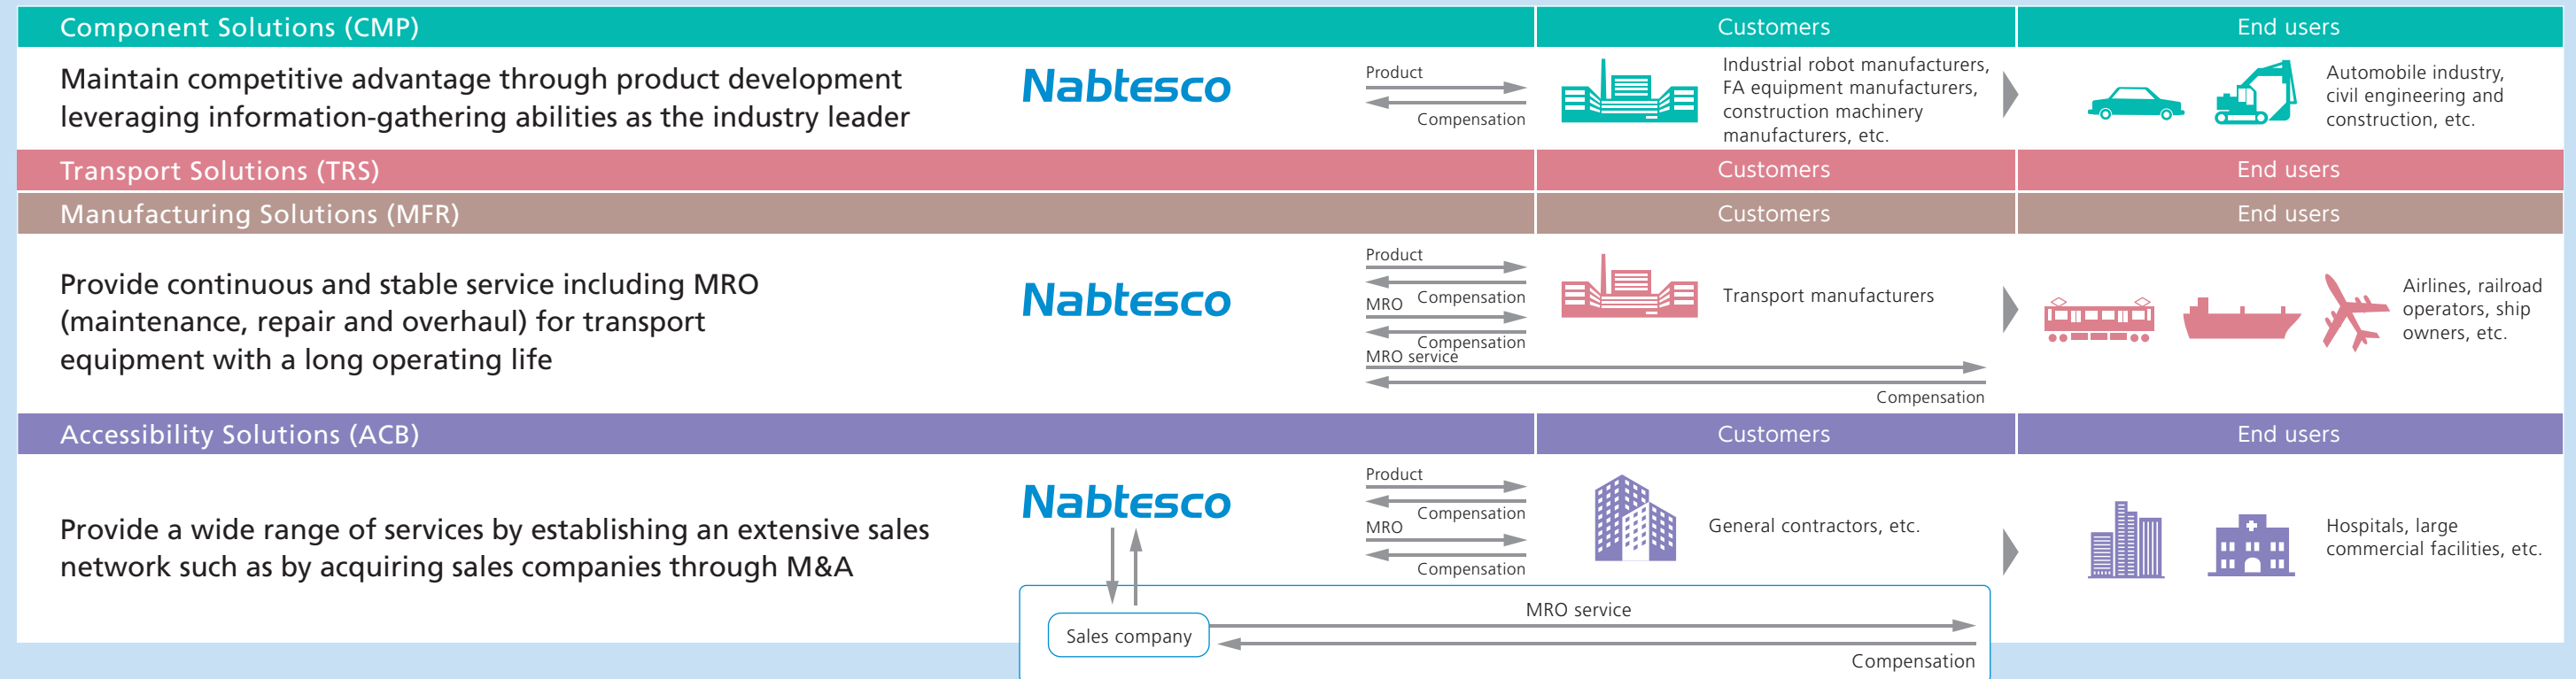 Component Solutions (CMP)
Customers
End users
Maintain competitive advantage through product development
leveraging information-gathering abilities as the industry leader
Nabtesco
Product
Compensation
Industrial robot manufacturers,
FA equipment manufacturers,
construction machinery
manufacturers, etc.
Automobile industry,
civil engineering and
construction, etc.
Transport Solutions (TRS)
Customers
End users
Manufacturing Solutions (MFR)
Customers
End users
Provide continuous and stable service including MRO
(maintenance, repair and overhaul) for transport
equipment with a long operating life
Nabtesco
Product
Compensation
MRO
Compensation
MRO service
Compensation
Transport manufacturers
Airlines, railroad
operators, ship
owners, etc.
Accessibility Solutions (ACB)
Customers
End users
Provide a wide range of services by establishing an extensive sales
network such as by acquiring sales companies through M&A
Nabtesco
Product
Compensation
MRO
Compensation
General contractors, etc.
Hospitals, large
commercial facilities, etc.
Sales company
MRO service
Compensation